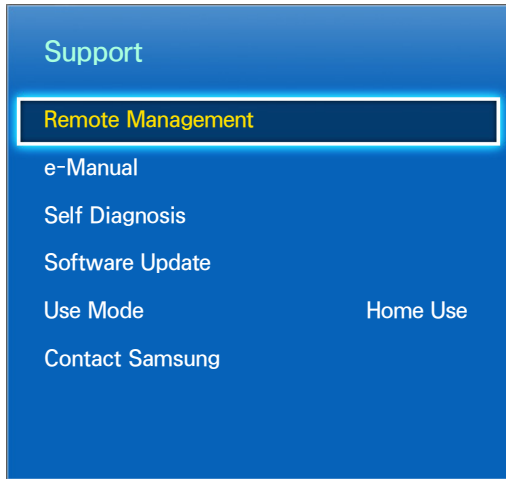 Support
Remote Management
e-Manual
Self Diagnosis
Software Update
Use Mode Home Use
Contact Samsung